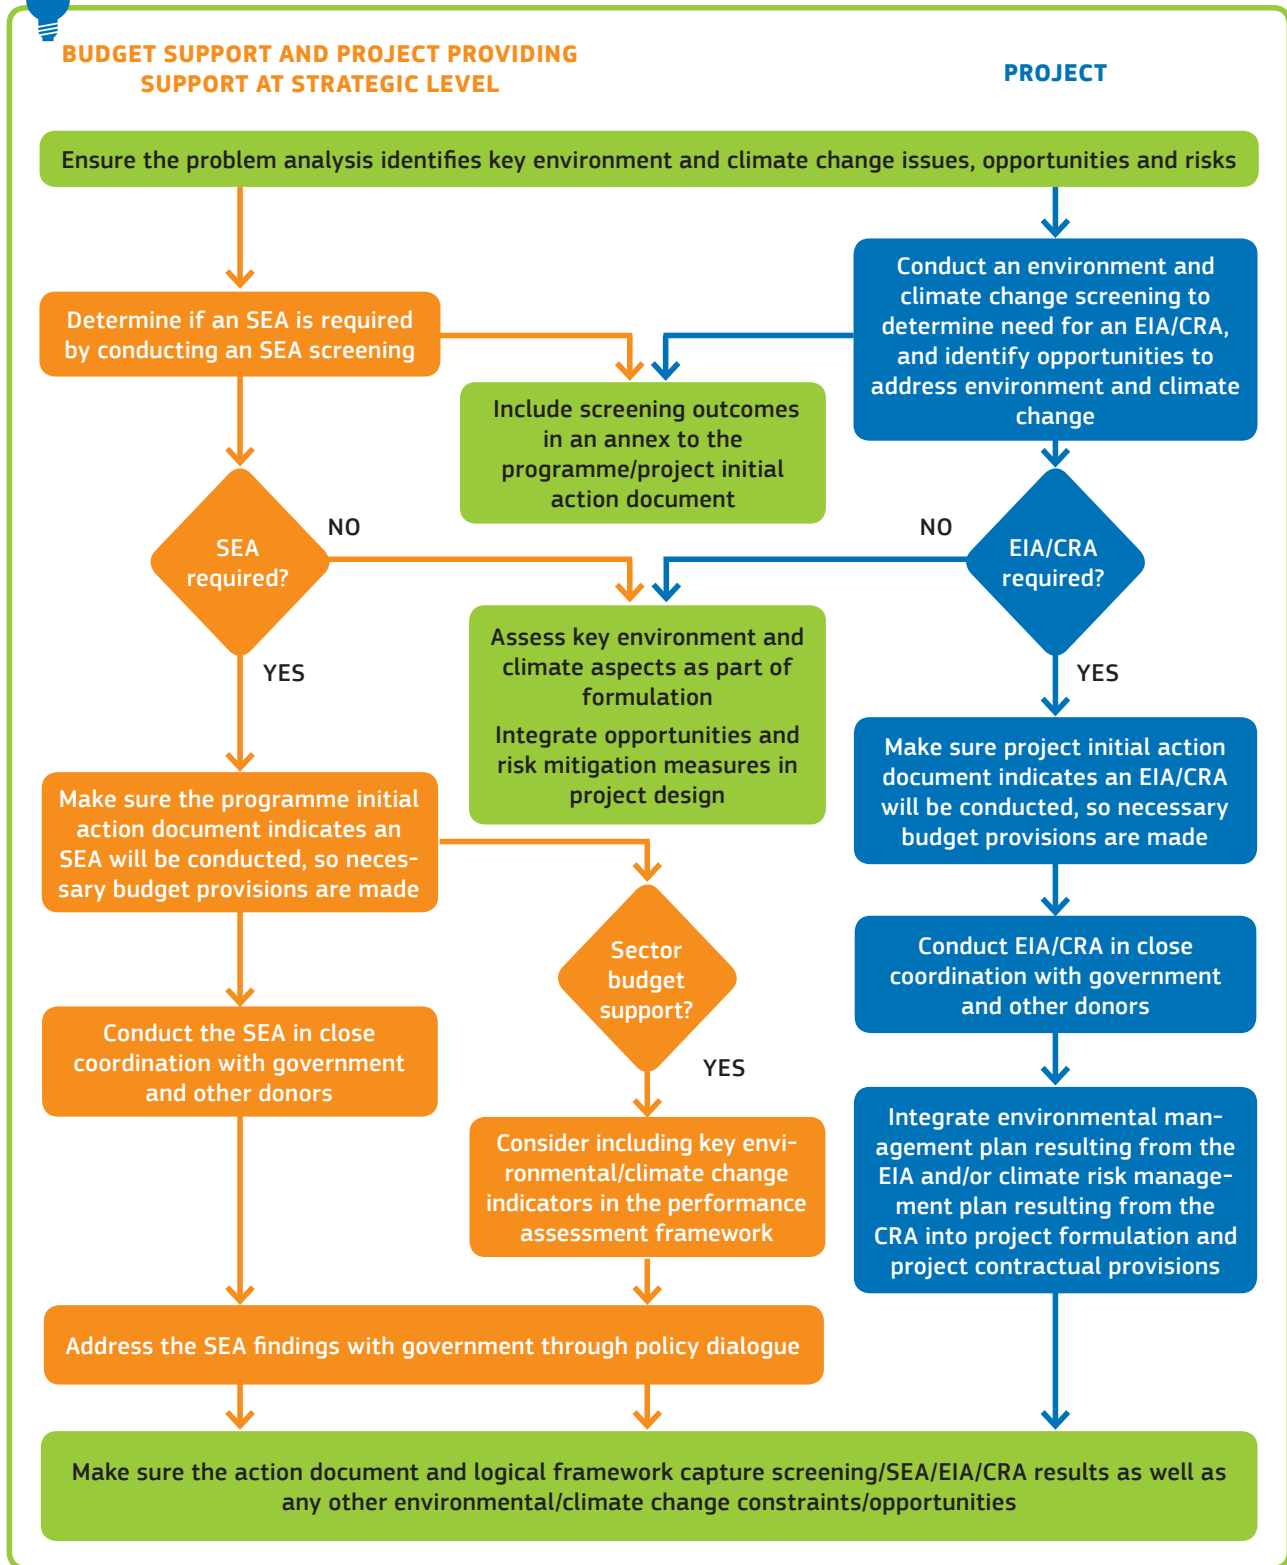 BUDGET SUPPORT AND PROJECT PROVIDING
SUPPORT AT STRATEGIC LEVEL
PROJECT
Ensure the problem analysis identifies key environment and climate change issues, opportunities and risks
Determine if an SEA is required
by conducting an SEA screening
Conduct an environment and
climate change screening to
determine need for an EIA/CRA,
and identify opportunities to
address environment and climate
change
Include screening outcomes
in an annex to the
programme/project initial
action document
SEA
required?
NO
YES
NO
EIA/CRA
required?
YES
Assess key environment and
climate aspects as part of
formulation
Integrate opportunities and
risk mitigation measures in
project design
Make sure the programme initial
action document indicates an
SEA will be conducted, so neces-
sary budget provisions are made
Make sure project initial action
document indicates an EIA/CRA
will be conducted, so necessary
budget provisions are made
Sector
budget
support?
YES
Conduct EIA/CRA in close
coordination with government
and other donors
Conduct the SEA in close
coordination with government
and other donors
Consider including key envi-
ronmental/climate change
indicators in the performance
assessment framework
Integrate environmental man-
agement plan resulting from the
EIA and/or climate risk manage-
ment plan resulting from the
CRA into project formulation and
project contractual provisions
Address the SEA findings with government through policy dialogue
Make sure the action document and logical framework capture screening/SEA/EIA/CRA results as well as
any other environmental/climate change constraints/opportunities